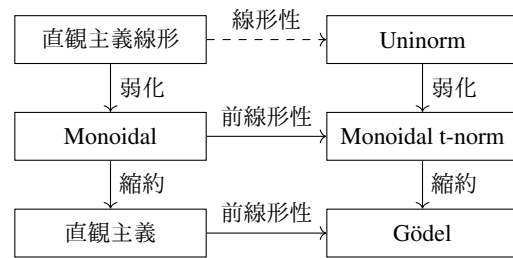 直観主義線形
線形性
Uninorm
弱化
弱化
Monoidal
前線形性
Monoidal t-norm
縮約
縮約
直観主義
前線形性
Gödel